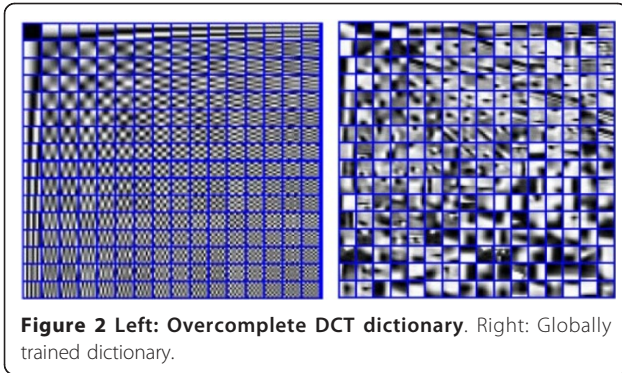 Figure 2 Left: Overcomplete DCT dictionary. Right: Globally
trained dictionary.